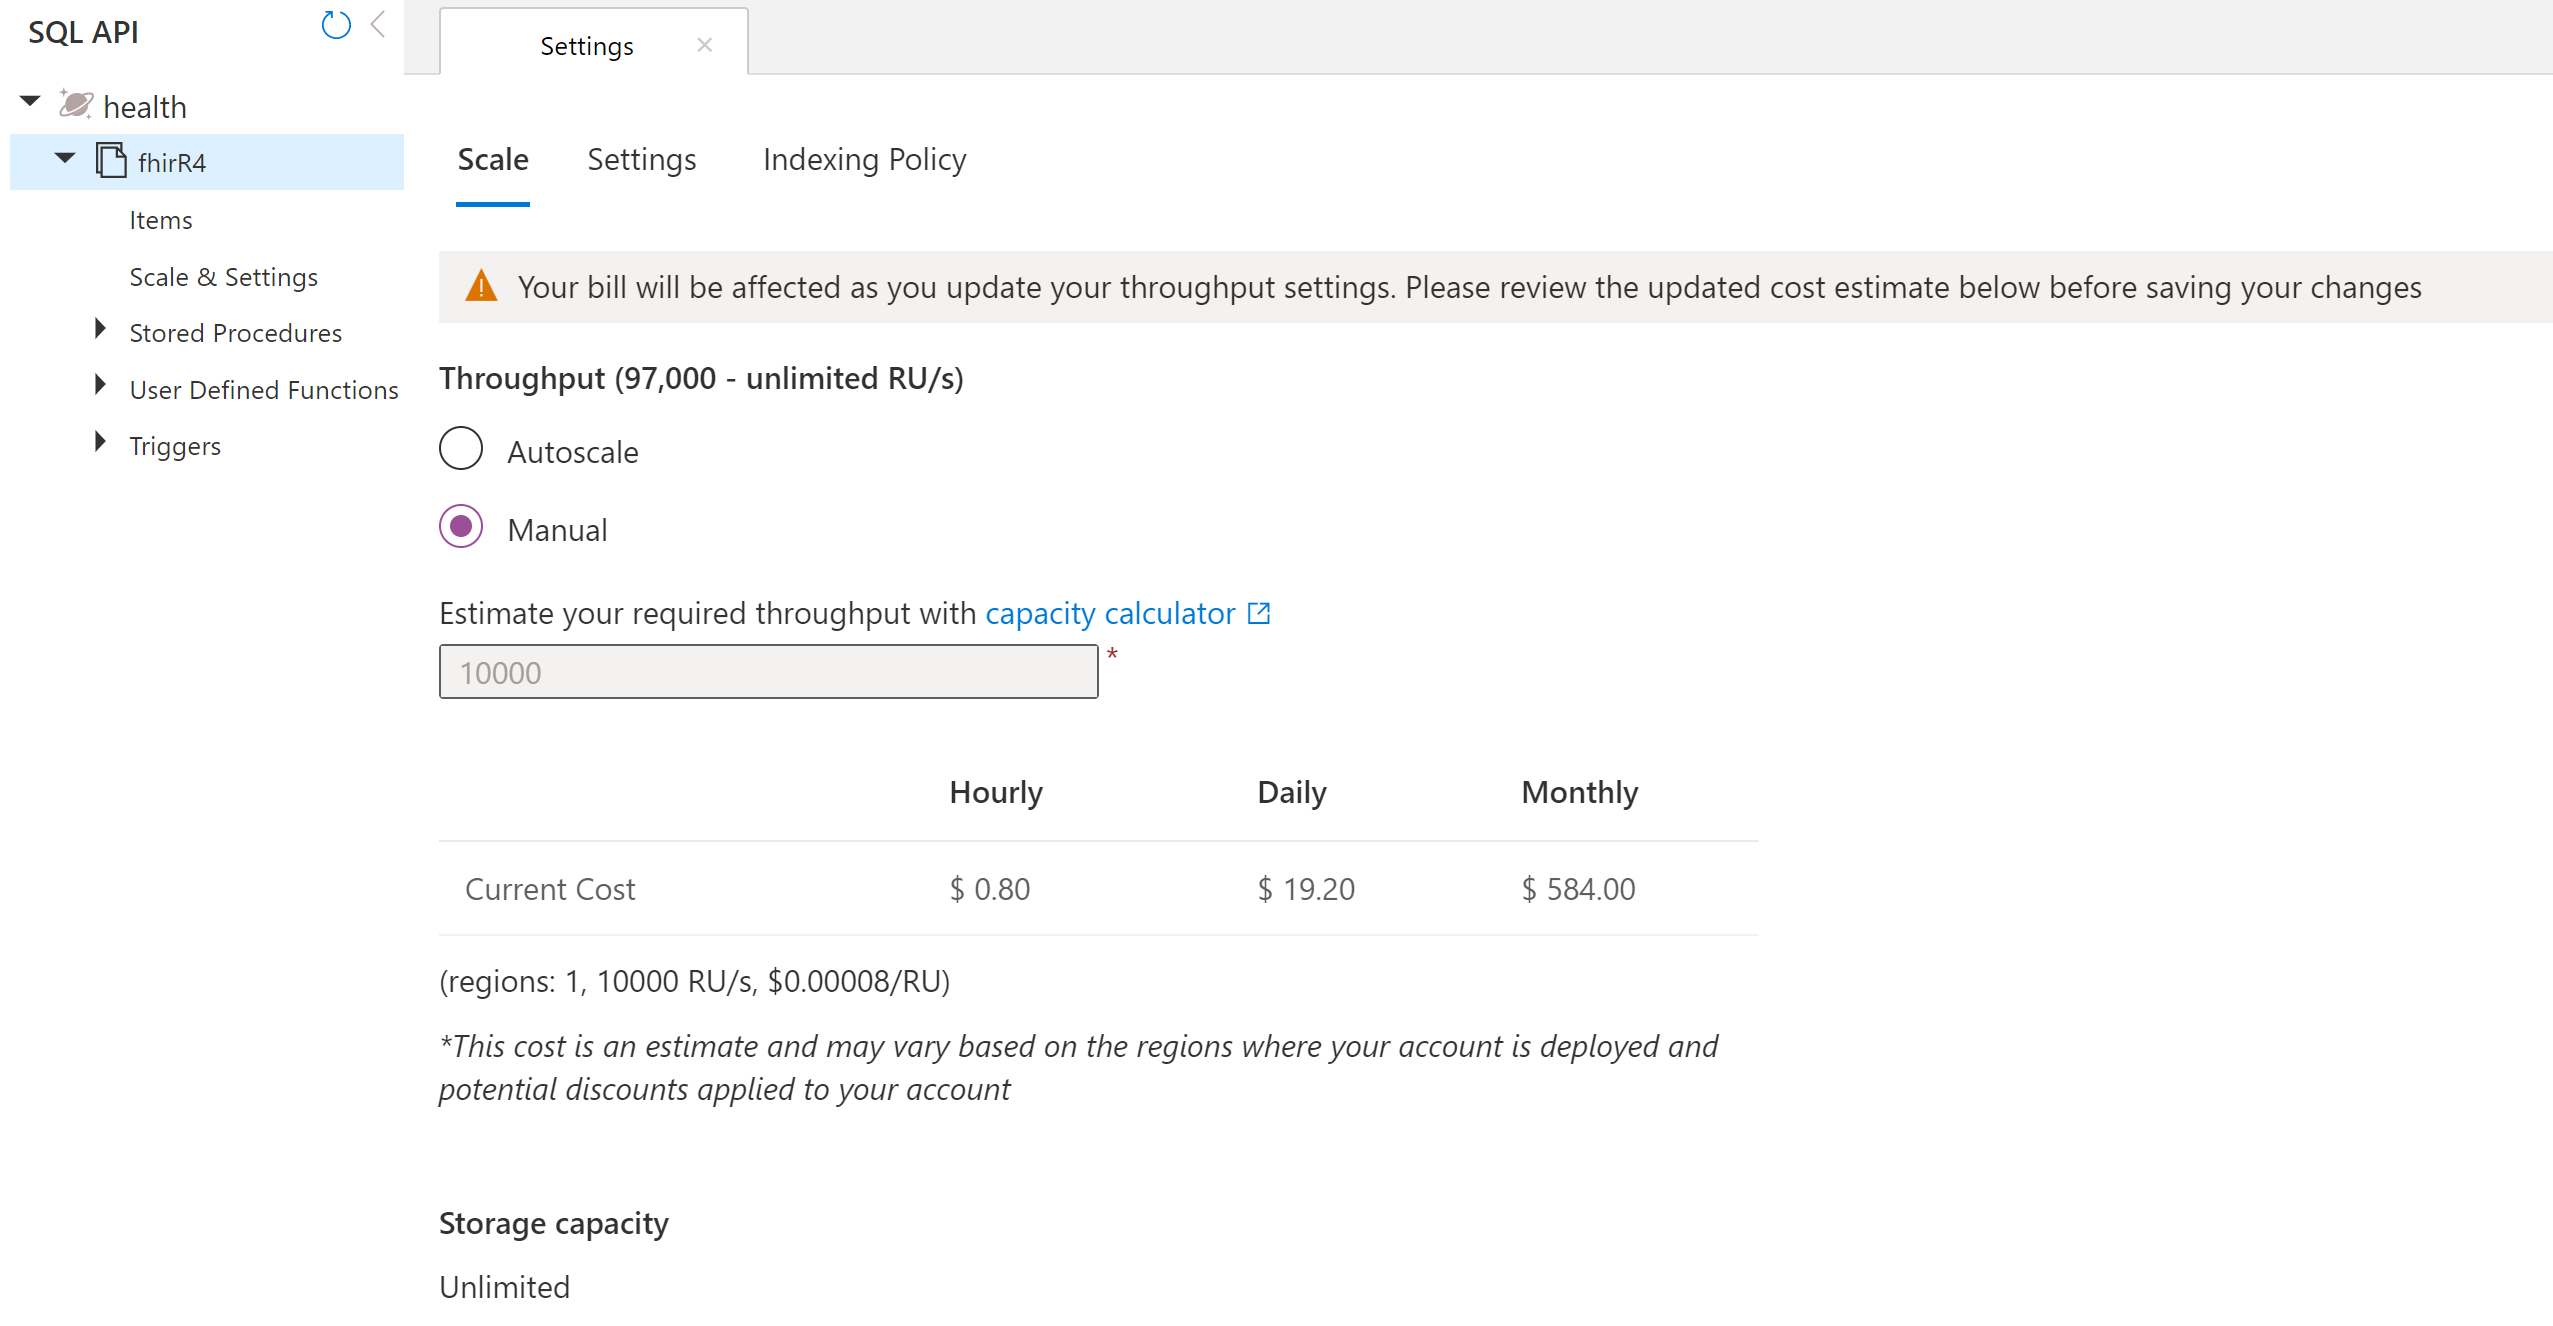 SQL API
health
fhirR4
Items
Scale & Settings
Stored Procedures
User Defined Functions
Triggers
Settings
Scale Settings Indexing Policy
Your bill will be affected as you update your throughput settings. Please review the updated cost estimate below before saving your changes
Throughput (97,000 - unlimited RU/s)
Autoscale
Manual
Estimate your required throughput with capacity calculator
10000 *
Hourly Daily Monthly
Current Cost $ 0.80 $ 19.20 $ 584.00
(regions: 1, 10000 RU/s, $0.00008/RU)
*This cost is an estimate and may vary based on the regions where your account is deployed and
potential discounts applied to your account
Storage capacity
Unlimited